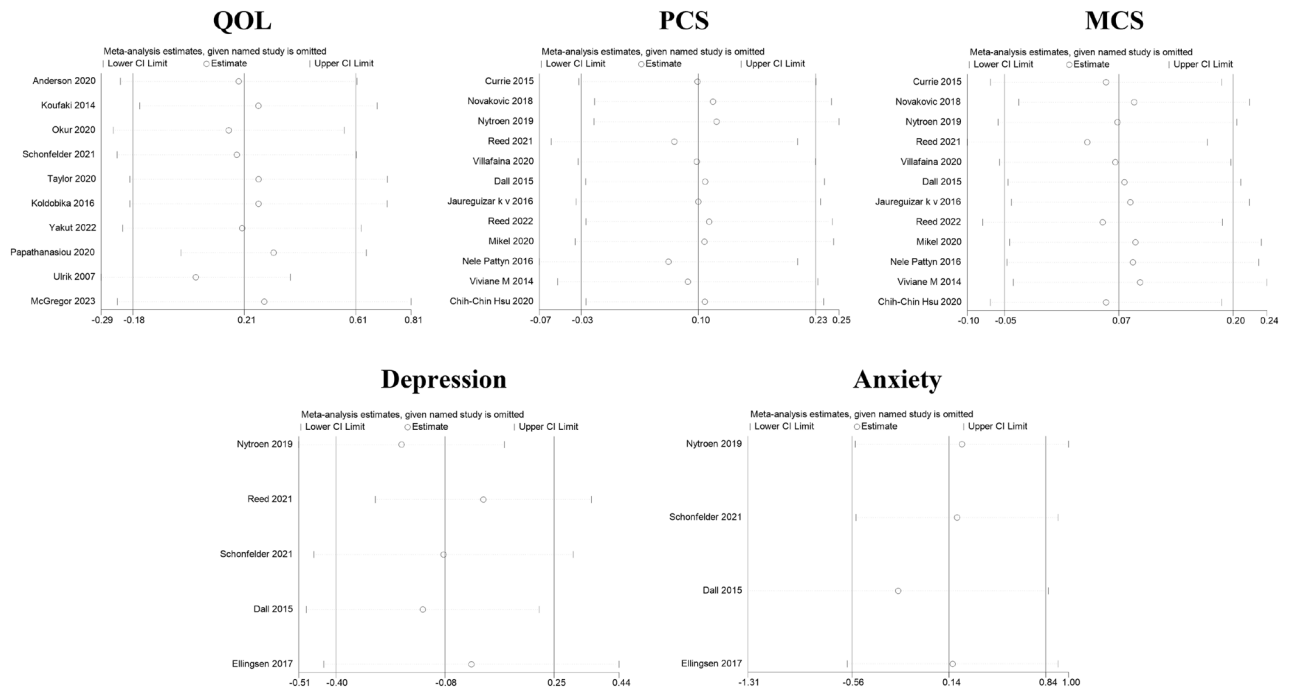 QOL
Meta-analysis estimates, given named study is omitted
Lower CI Limit Estimate Upper CI Limit
Anderson 2020
Koufaki 2014
Okur 2020
Schonfelder 2021
Taylor 2020
Koldobika 2016
Yakut 2022
Papathanasiou 2020
Ulrik 2007
McGregor 2023
-0.29 -0.18 0.21 0.61 0.81
PCS
Meta-analysis estimates, given named study is omitted
Lower CI Limit Estimate Upper CI Limit
Currie 2015
Novakovic 2018
Nytroen 2019
Reed 2021
Villafaina 2020
Dall 2015
Jaureguizar k v 2016
Reed 2022
Mikel 2020
Nele Pattyn 2016
Viviane M 2014
Chih-Chin Hsu 2020
-0.07 -0.03 0.10 0.23 0.25
MCS
Meta-analysis estimates, given named study is omitted
Lower CI Limit Estimate Upper CI Limit
Currie 2015
Novakovic 2018
Nytroen 2019
Reed 2021
Villafaina 2020
Dall 2015
Jaureguizar k v 2016
Reed 2022
Mikel 2020
Nele Pattyn 2016
Viviane M 2014
Chih-Chin Hsu 2020
-0.10 -0.05 0.07 0.20 0.24
Depression
Meta-analysis estimates, given named study is omitted
Lower CI Limit Estimate Upper CI Limit
Nytroen 2019
Reed 2021
Schonfelder 2021
Dall 2015
Ellingsen 2017
-0.51 -0.40 -0.08 0.25 0.44
Anxiety
Meta-analysis estimates, given named study is omitted
Lower CI Limit Estimate Upper CI Limit
Nytroen 2019
Schonfelder 2021
Dall 2015
Ellingsen 2017
-1.31 -0.56 0.14 0.84 1.00